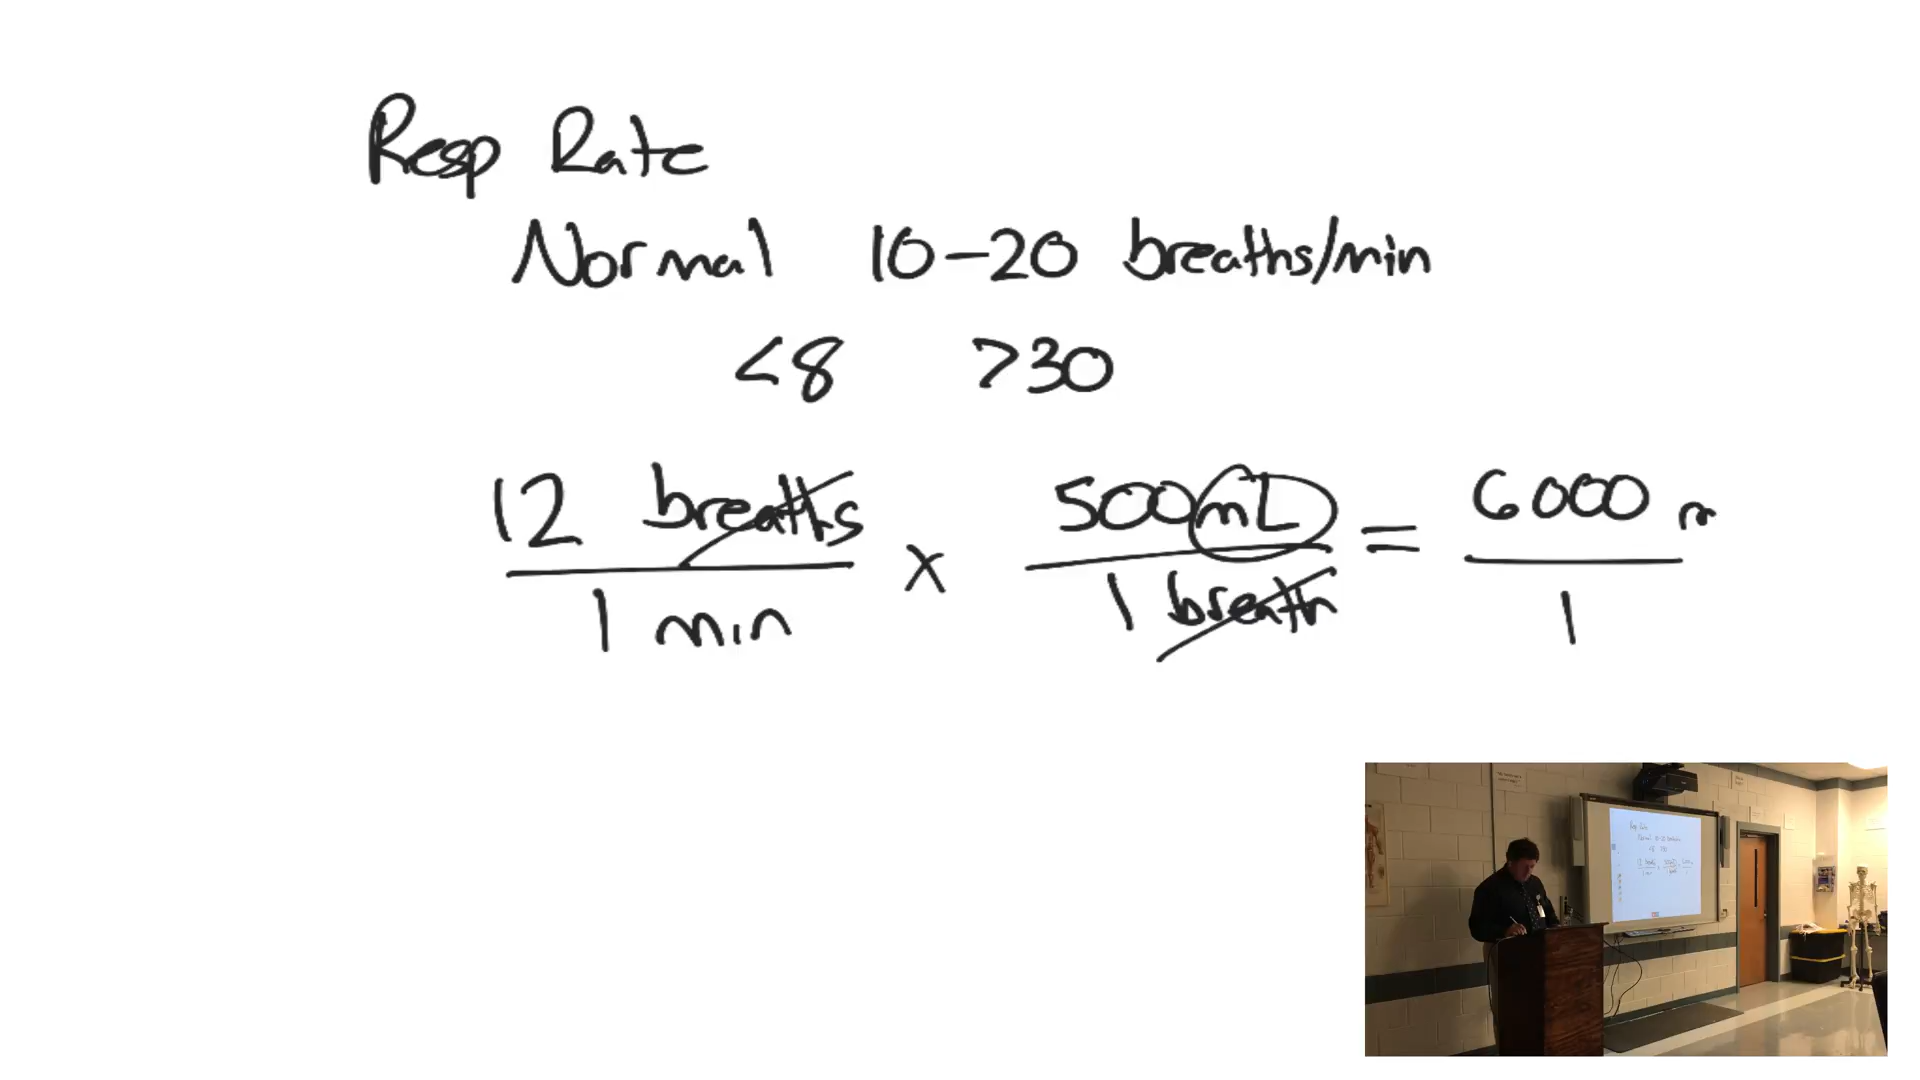 Resp Rate
Normal 10-20 breaths/min
<8 >30
12 breaths x 500 mL = 6000 m
1 min 1 breath 1